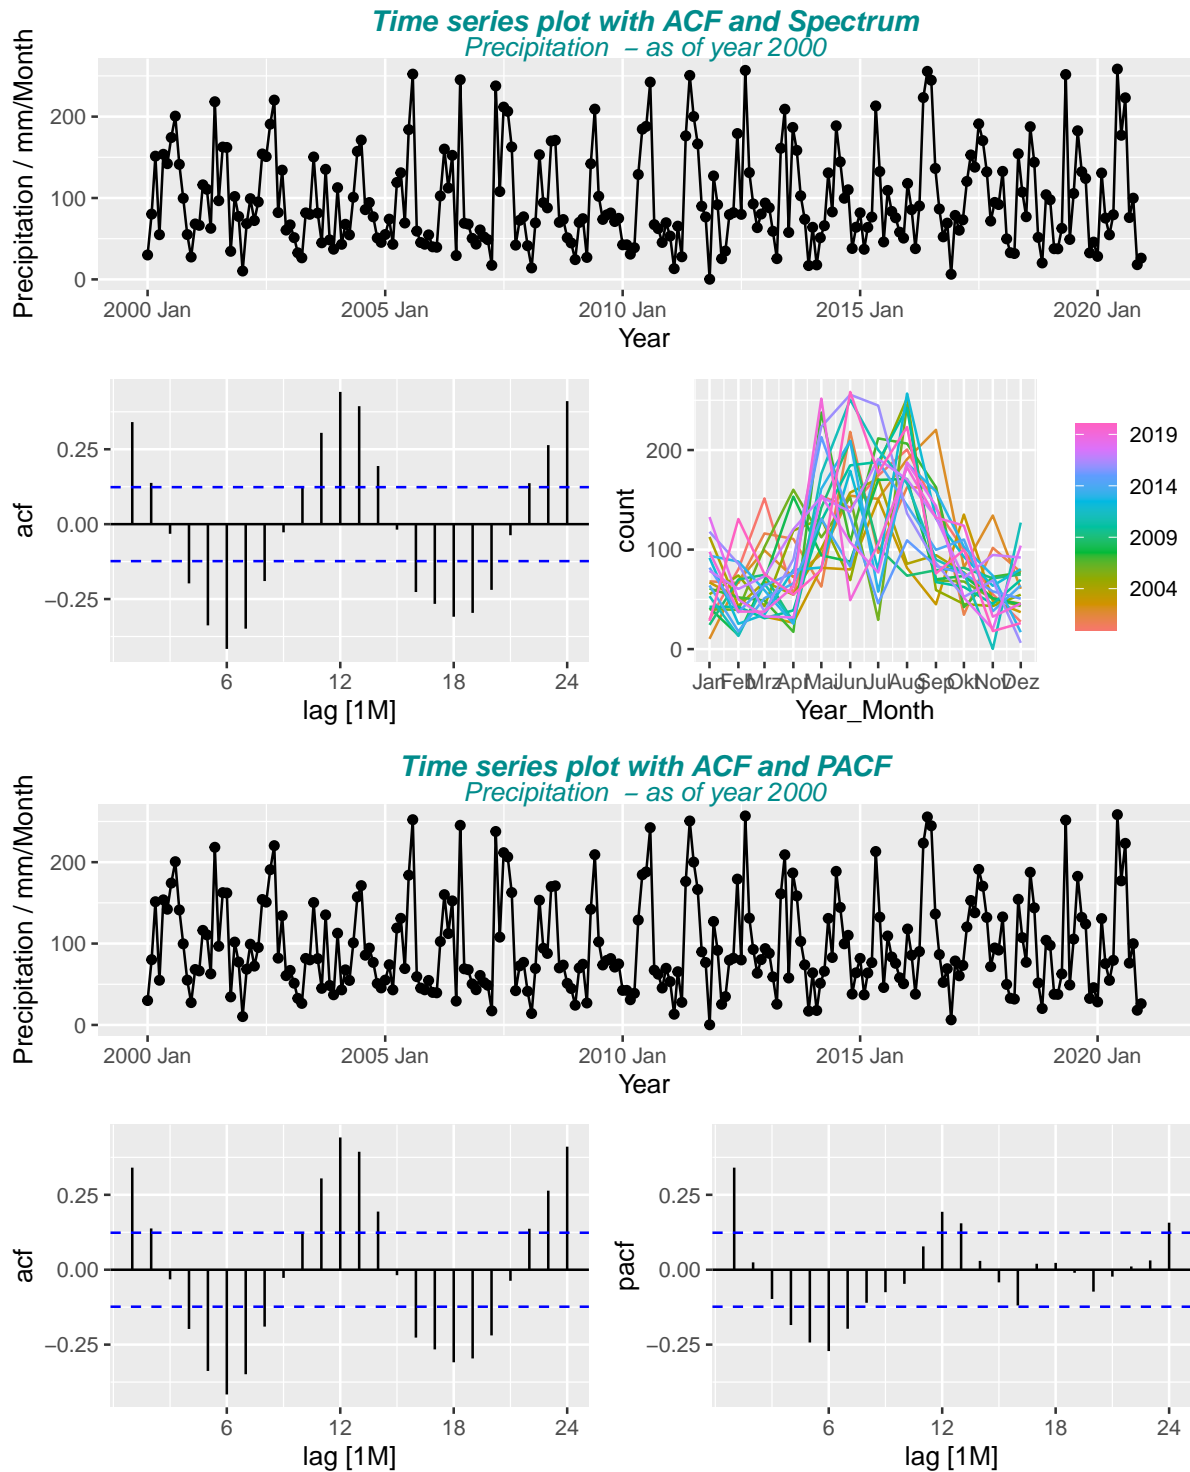 Time series plot with ACF and Spectrum
Precipitation – as of year 2000
Precipitation / mm/Month
200
100
0
2000 Jan 2005 Jan 2010 Jan 2015 Jan 2020 Jan
Year
acf
0.25
0.00
−0.25
6 12 18 24
lag [1M]
count
200
100
0
Jan Feb Mrz Apr Mai Jun Jul Aug Sep Okt Nov Dez
Year_Month
2019
2014
2009
2004
Time series plot with ACF and PACF
Precipitation – as of year 2000
Precipitation / mm/Month
200
100
0
2000 Jan 2005 Jan 2010 Jan 2015 Jan 2020 Jan
Year
acf
0.25
0.00
−0.25
6 12 18 24
lag [1M]
pacf
0.25
0.00
−0.25
6 12 18 24
lag [1M]